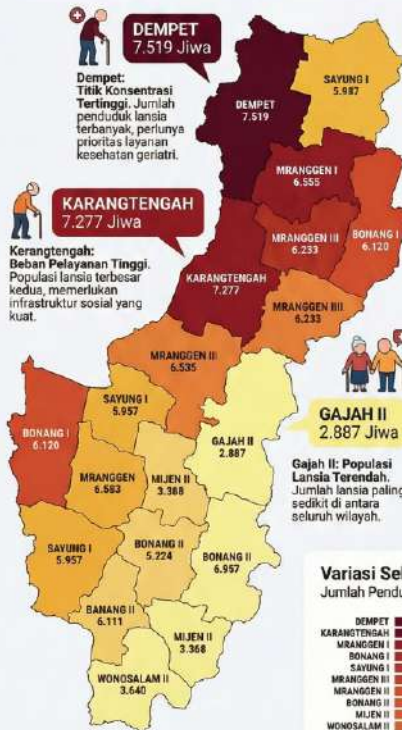 DEMPET
7.519 Jiwa
Dempet:
Titik Konsentrasi
Tertinggi. Jumlah
penduduk lansia
terbanyak, perlunya
prioritas layanan
kesehatan geriatri.
SAYUNG I
5.987
DEMPET
7.519
MRANGGEN I
6.555
KARANGTENGAH
7.277 Jiwa
MRANGGEN III
6.233
BONANG I
6.120
Kerangtengah:
Beban Pelayanan Tinggi.
Populasi lansia terbesar
kedua, memerlukan
infrastruktur sosial yang
kuat.
KARANGTENGAH
7.277
MRANGGEN IIII
6.233
MRANGGEN III
6.535
SAYUNG I
5.957
GAJAH II
2.887
GAJAH II
2.887 Jiwa
Gajah II: Populasi
Lansia Terendah.
Jumlah lansia paling
sedikit di antara
seluruh wilayah.
BONANG I
6.120
MRANGGEN
6.583
MIJEN II
3.368
SAYUNG I
5.957
BONANG II
5.224
BONANG II
6.957
BANANG II
6.111
MIJEN II
3.368
WONOSALAM II
3.640
Variasi Sel
Jumlah Pendu
DEMPET
KARANGTENGAH
MRANGGEN I
BONANG I
SAYUNG I
MRANGGEN III
MRANGGEN II
BONANG II
MIJEN II
WONOSALAM II